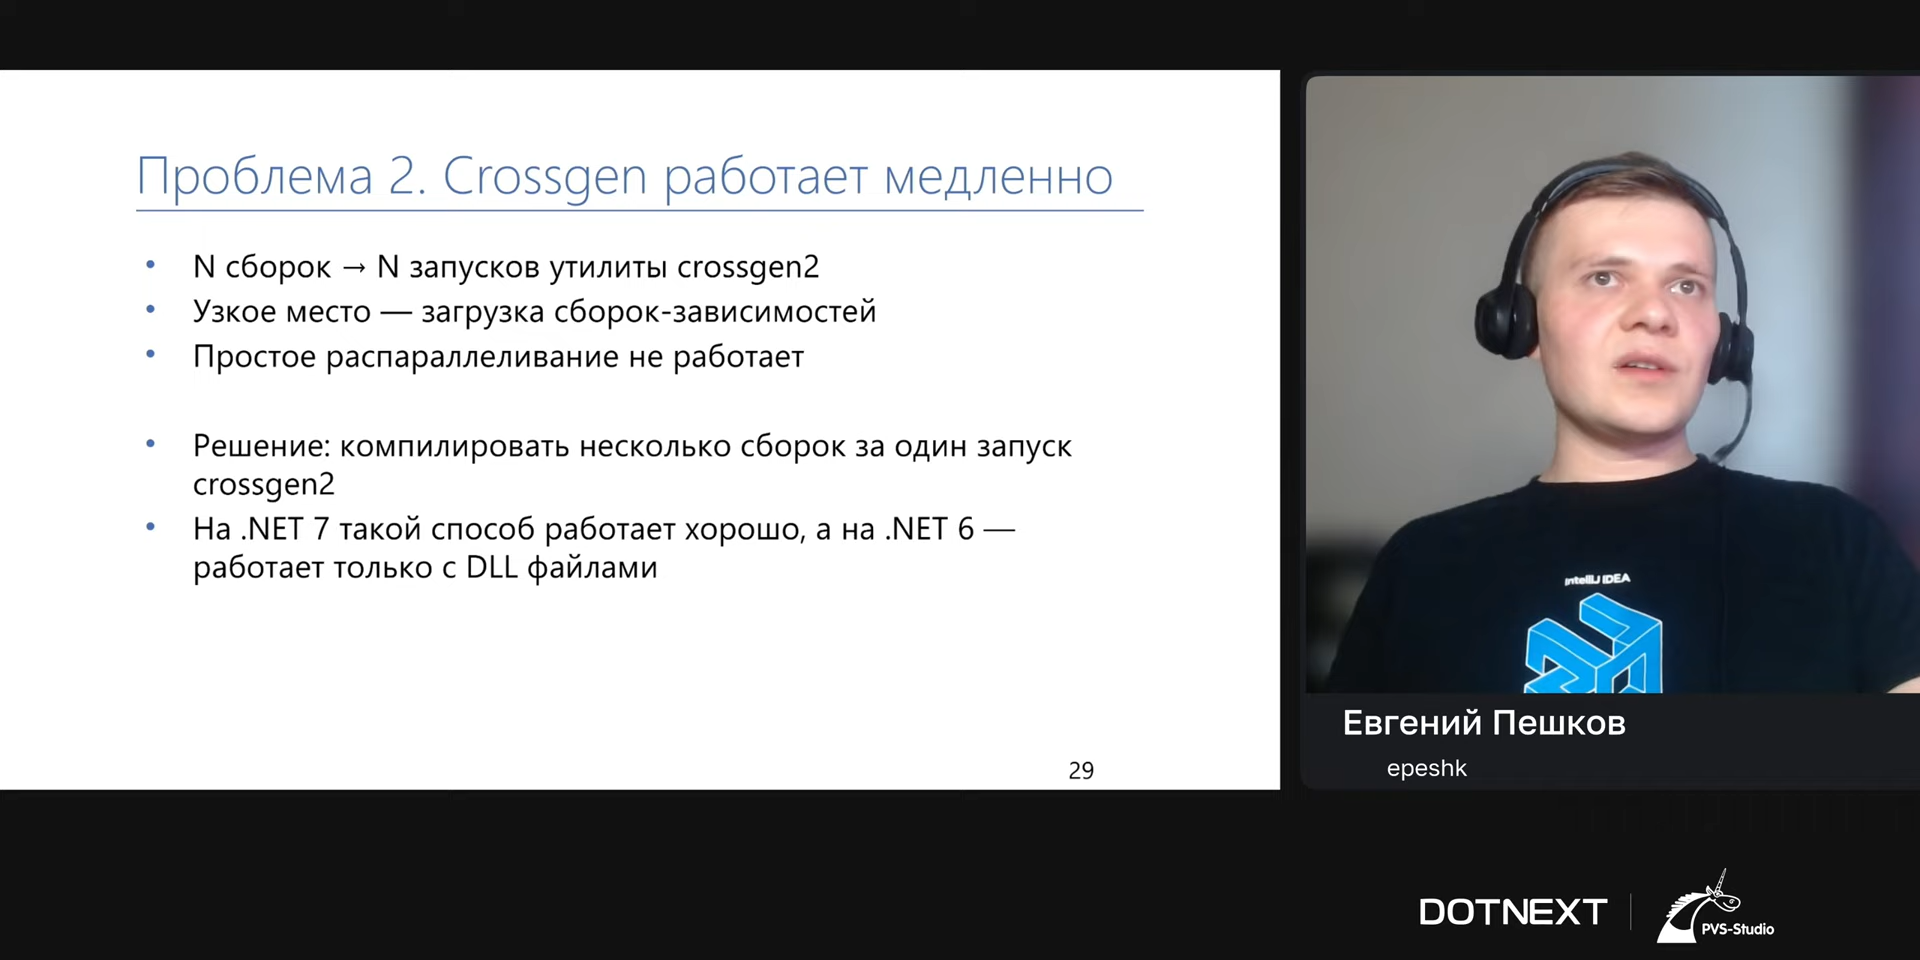 Проблема 2. Crossgen работает медленно
N сборок → N запусков утилиты crossgen2
Узкое место — загрузка сборок-зависимостей
Простое распараллеливание не работает
Решение: компилировать несколько сборок за один запуск
crossgen2
На .NET 7 такой способ работает хорошо, а на .NET 6 —
работает только с DLL файлами
29
IntelliJ IDEA
Евгений Пешков
epeshk
DOTNEXT
PVS-Studio